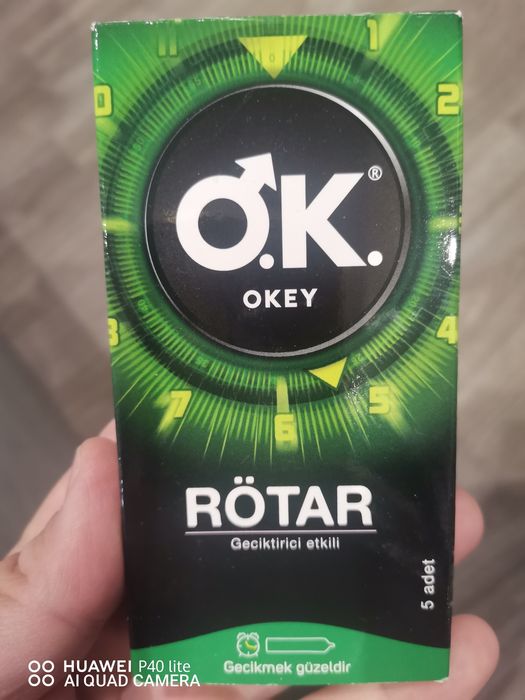 11
1
0
2
O.K.®
OKEY
3
4
7
5
6
RÖTAR
Geciktirici etkili
5 adet
Gecikmek güzeldir
HUAWEI P40 lite
AI QUAD CAMERA